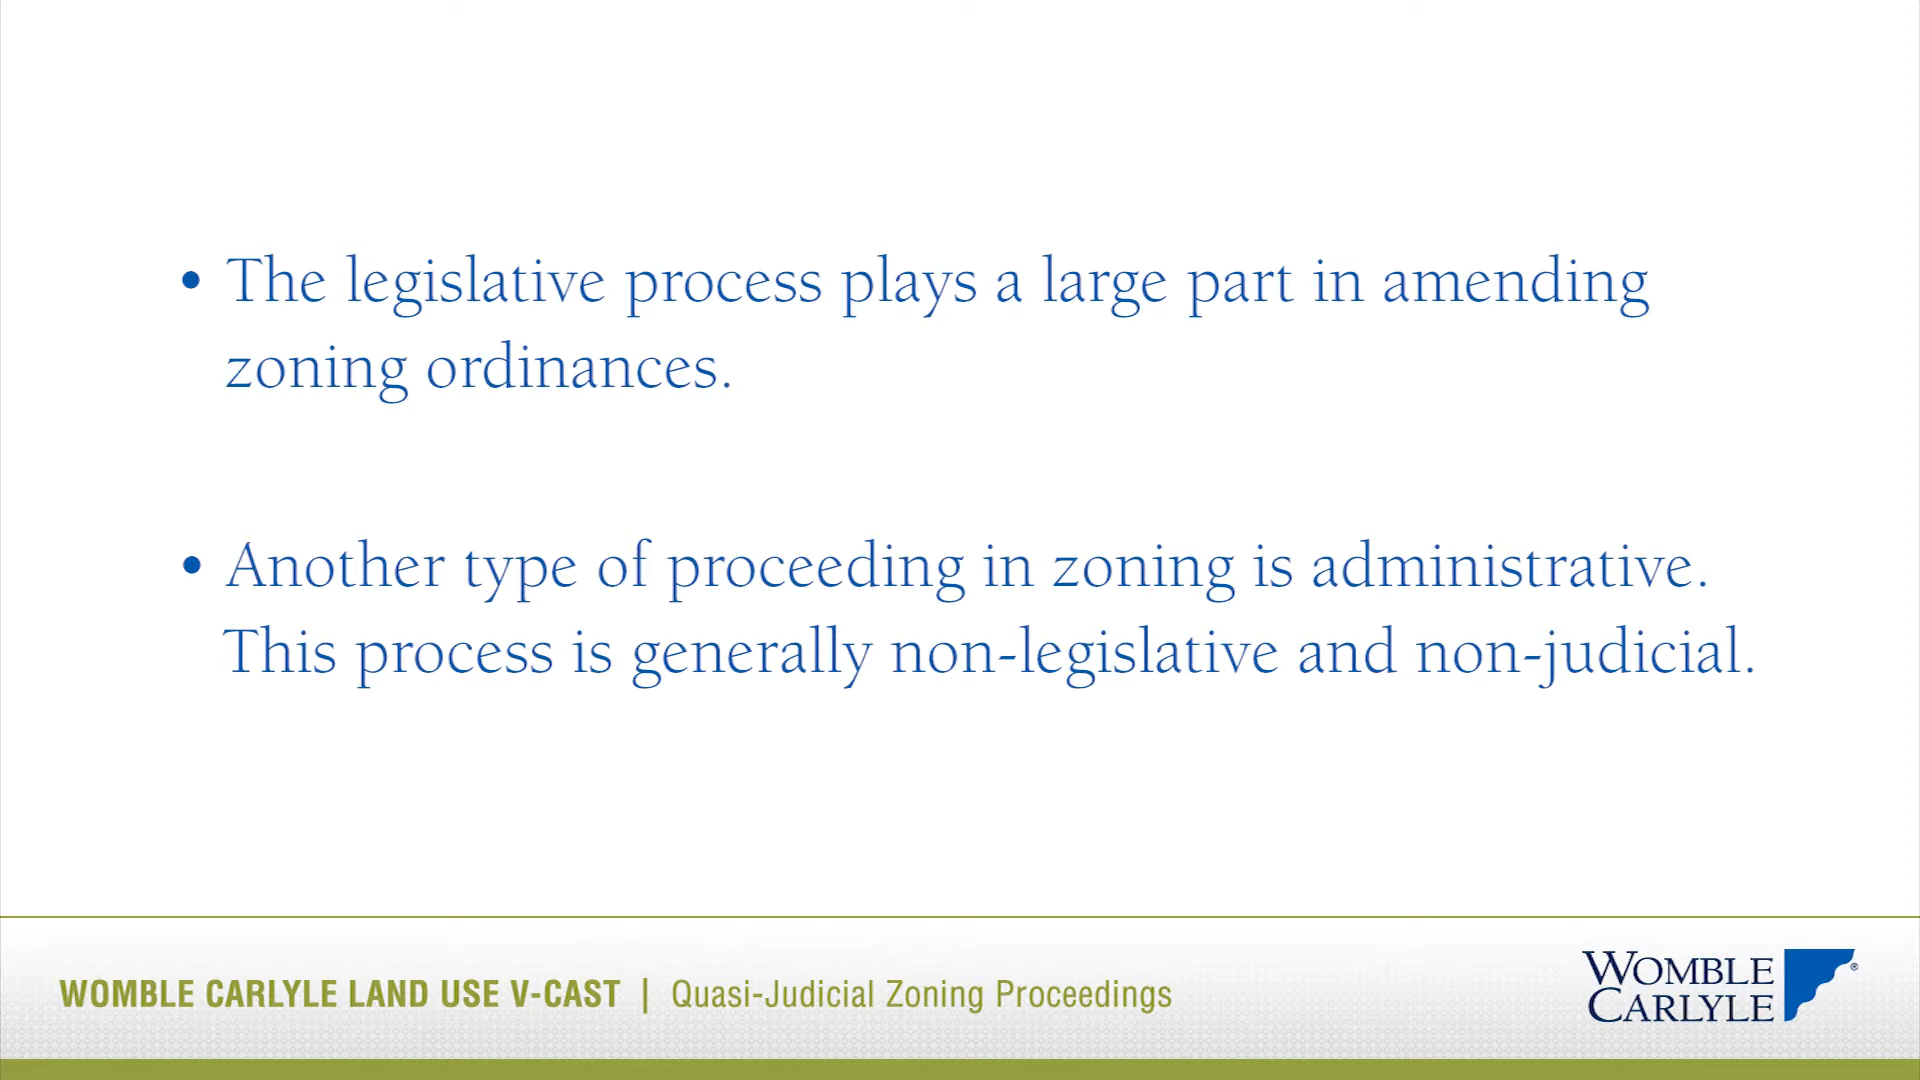 • The legislative process plays a large part in amending
zoning ordinances.
• Another type of proceeding in zoning is administrative.
This process is generally non-legislative and non-judicial.
WOMBLE CARLYLE LAND USE V-CAST | Quasi-Judicial Zoning Proceedings
WOMBLE
CARLYLE ®